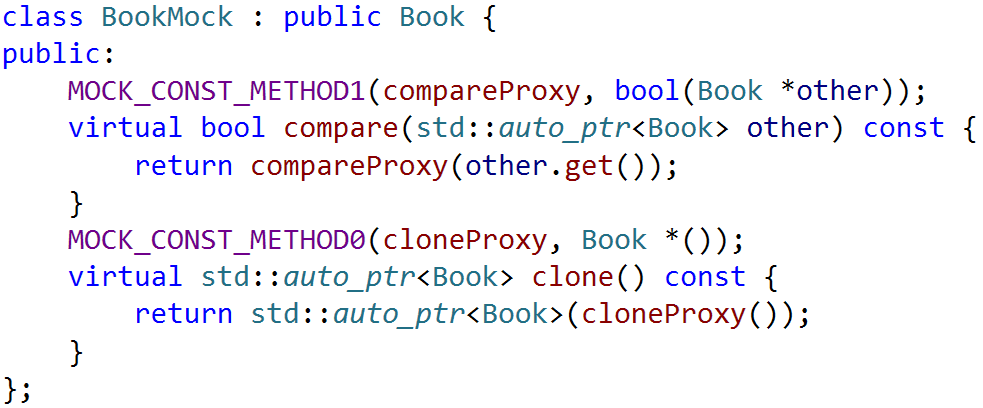 class BookMock : public Book {
public:
    MOCK_CONST_METHOD1(compareProxy, bool(Book *other));
    virtual bool compare(std::auto_ptr<Book> other) const {
        return compareProxy(other.get());
    }
    MOCK_CONST_METHOD0(cloneProxy, Book *());
    virtual std::auto_ptr<Book> clone() const {
        return std::auto_ptr<Book>(cloneProxy());
    }
};